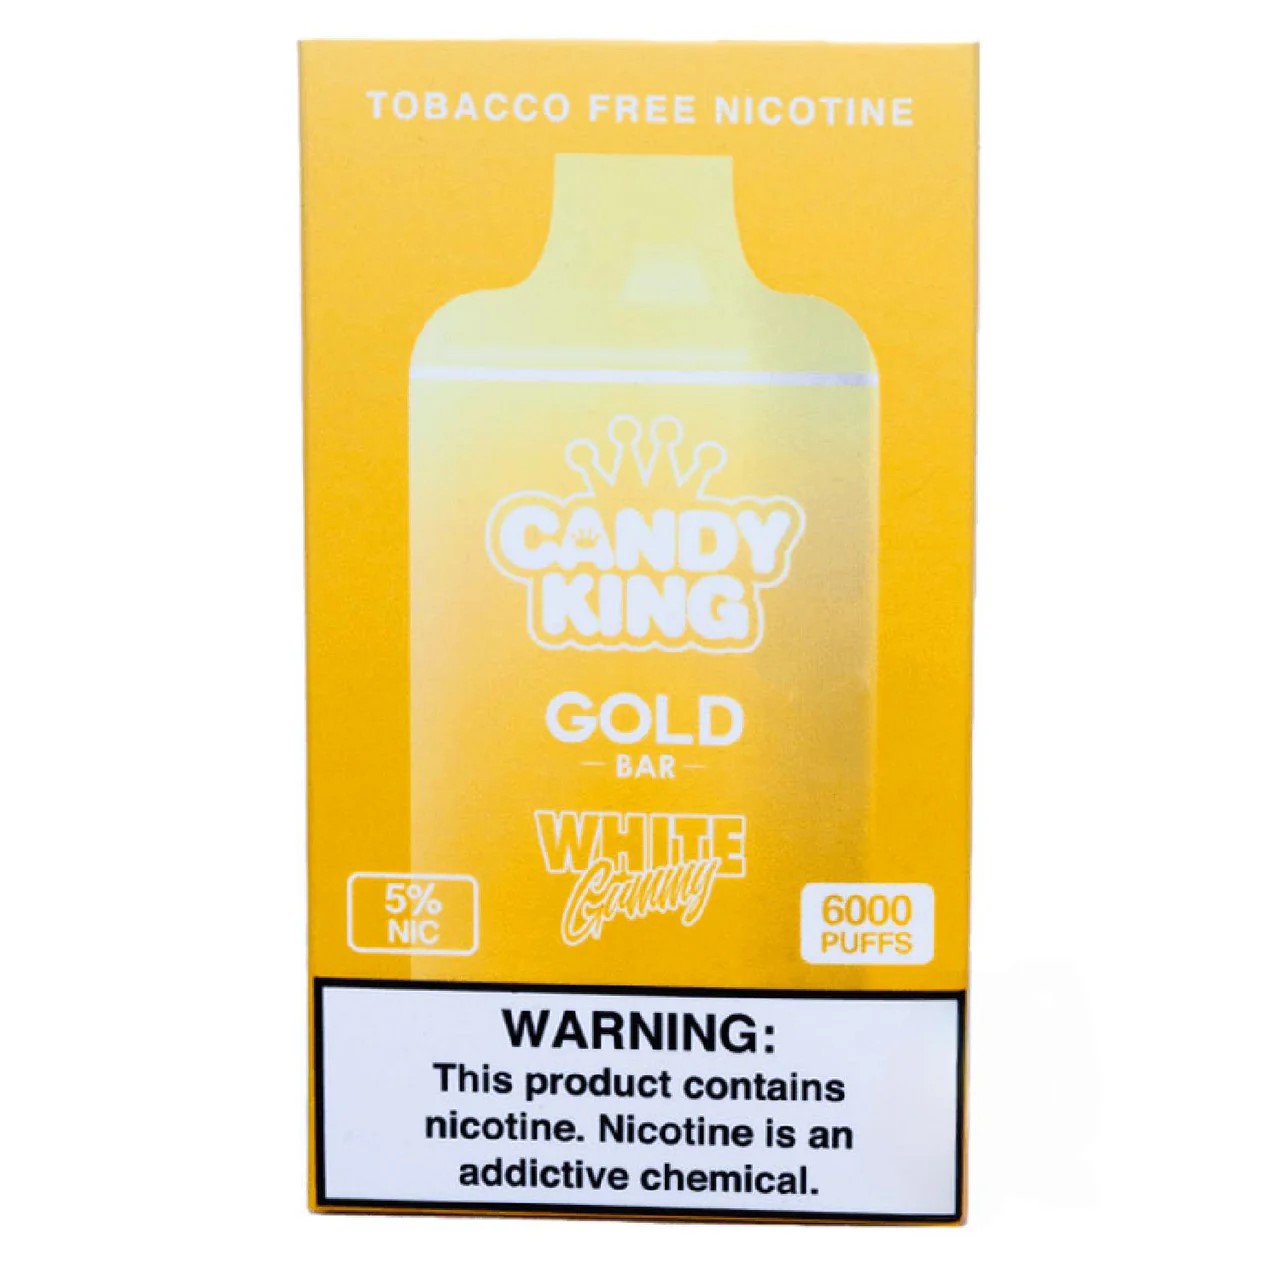 TOBACCO FREE NICOTINE
CANDY
KING
GOLD
BAR
WHITE
Gummy
5%
NIC
6000
PUFFS
WARNING:
This product contains
nicotine. Nicotine is an
addictive chemical.